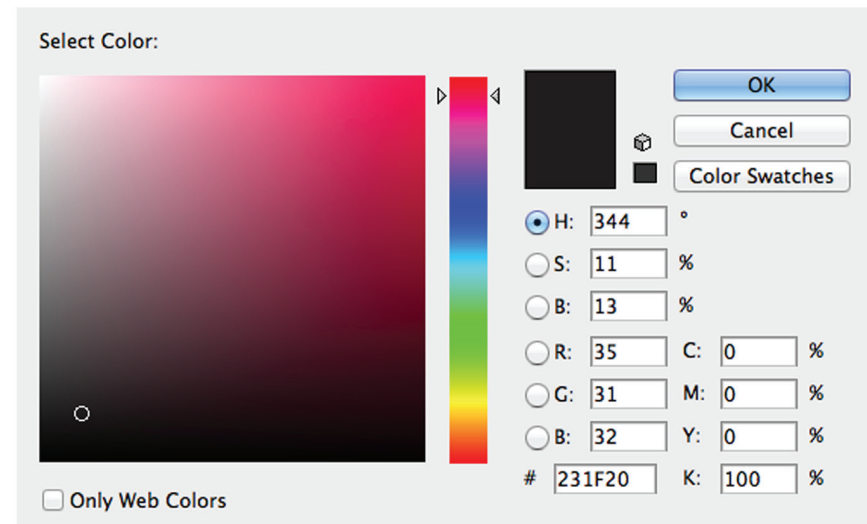 Select Color:
OK
Cancel
Color Swatches
H: 344 °
S: 11 %
B: 13 %
R: 35 C: 0 %
G: 31 M: 0 %
B: 32 Y: 0 %
# 231F20 K: 100 %
Only Web Colors